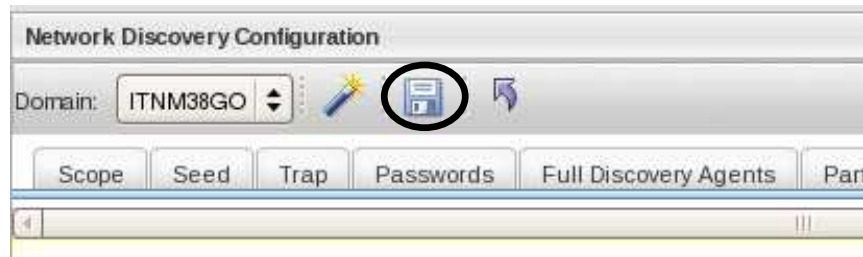 Network Discovery Configuration
Domain: ITNM38GO
Scope Seed Trap Passwords Full Discovery Agents